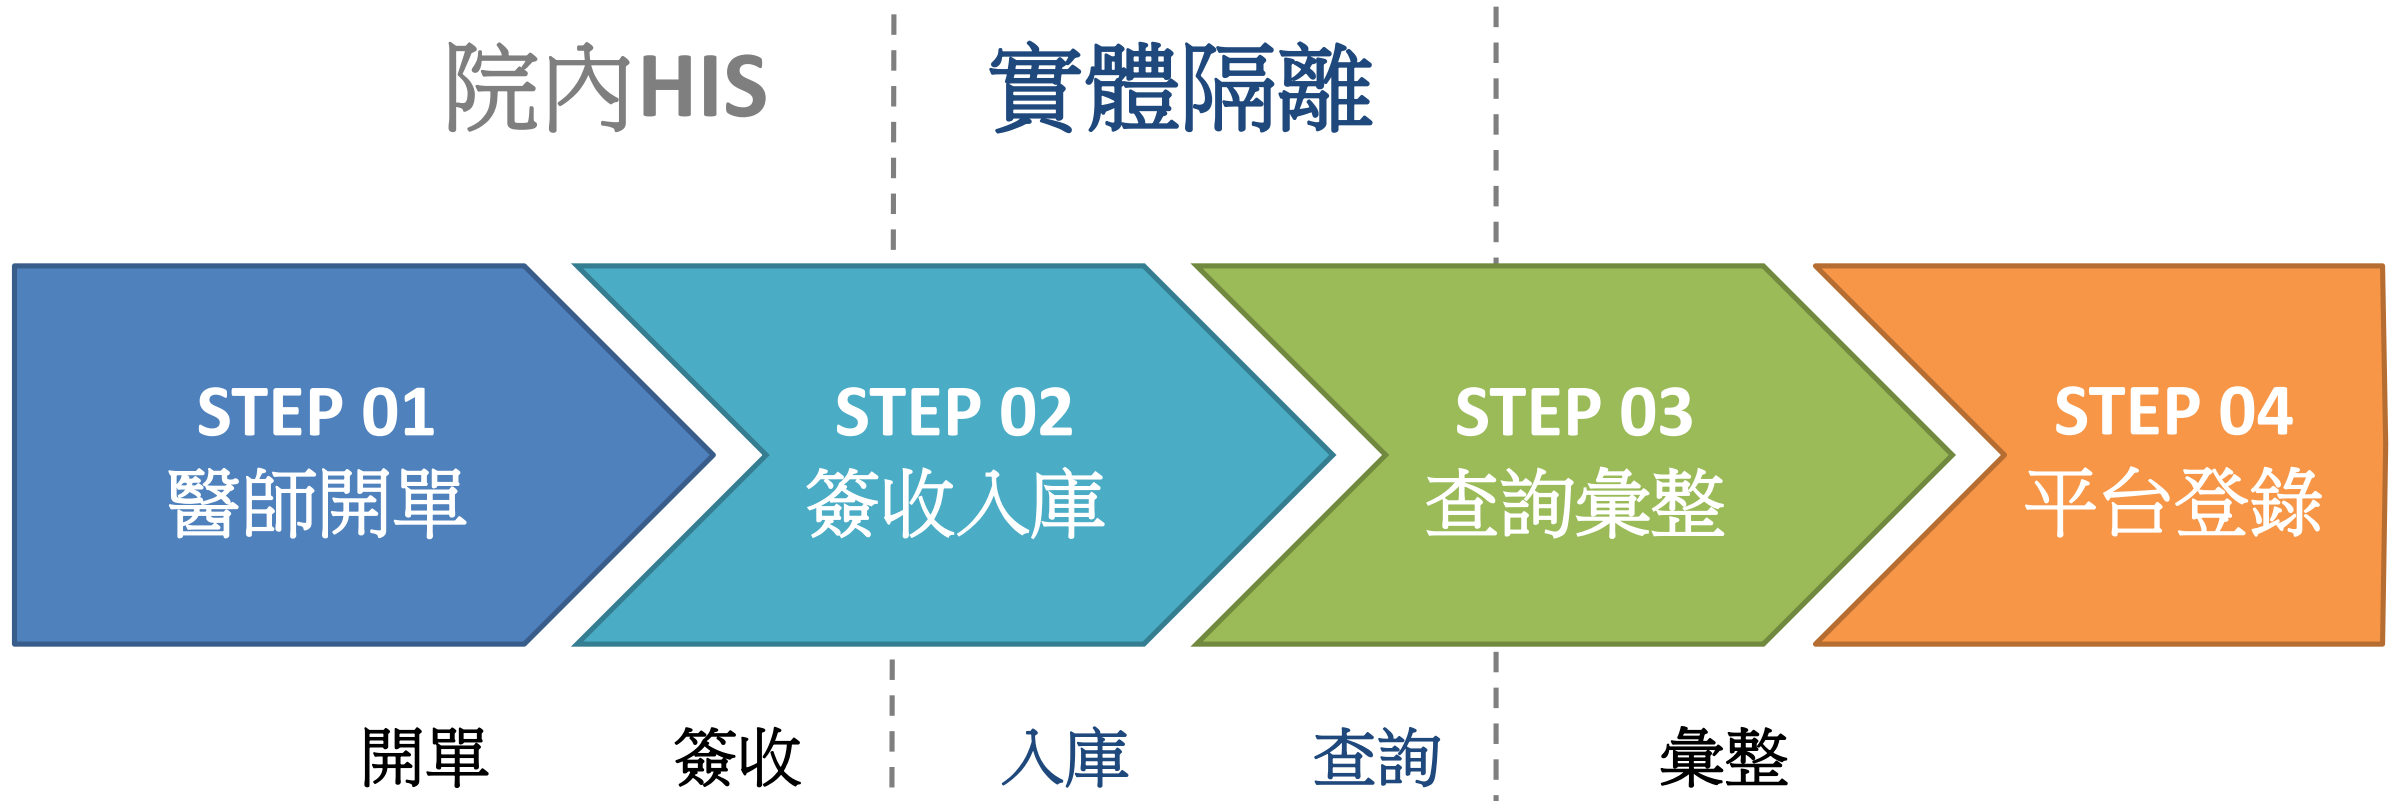 院內HIS
實體隔離
STEP 01
醫師開單
STEP 02
簽收入庫
STEP 03
查詢彙整
STEP 04
平台登錄
開單
簽收
入庫
查詢
彙整